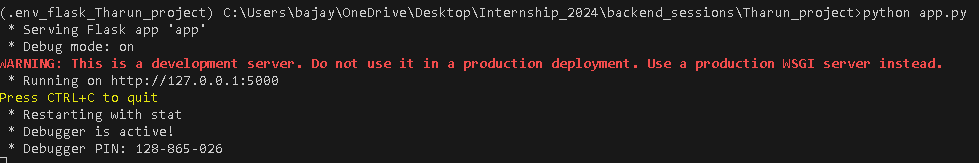 (.env_flask_Tharun_project) C:\Users\bajay\OneDrive\Desktop\Internship_2024\backend_sessions\Tharun_project>python app.py
 * Serving Flask app 'app'
 * Debug mode: on
WARNING: This is a development server. Do not use it in a production deployment. Use a production WSGI server instead.
 * Running on http://127.0.0.1:5000
Press CTRL+C to quit
 * Restarting with stat
 * Debugger is active!
 * Debugger PIN: 128-865-026